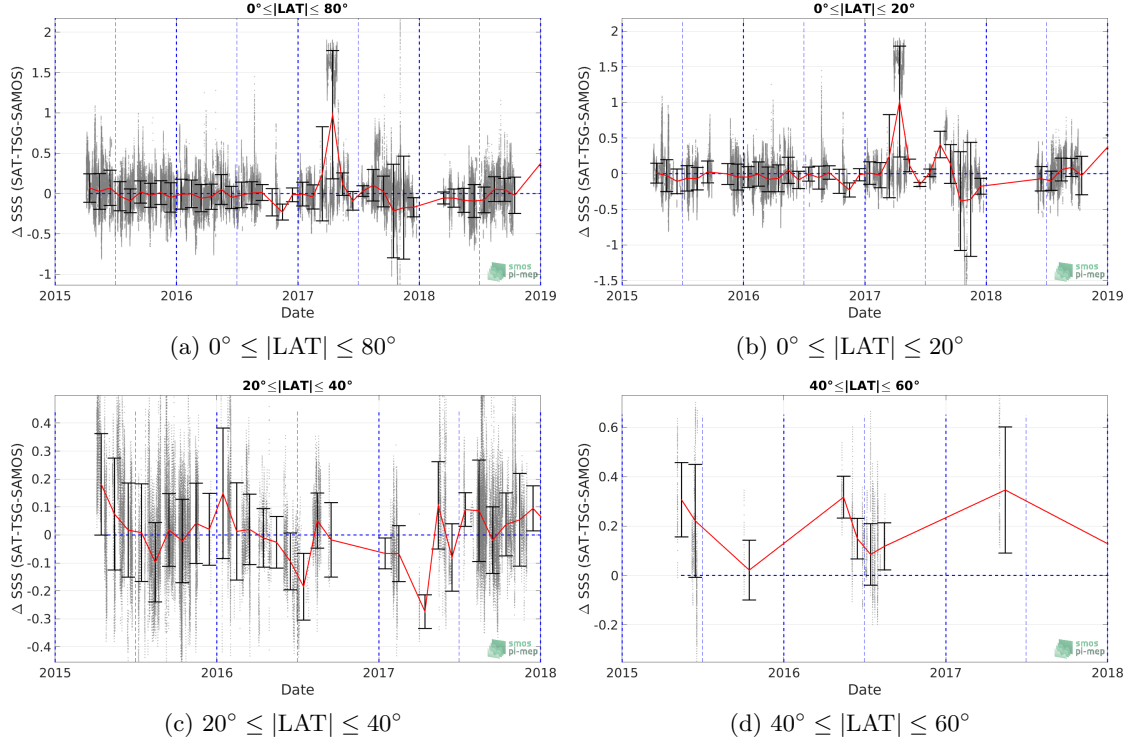 0°≤|LAT|≤ 80°
Δ SSS (SAT-TSG-SAMOS)
2
1.5
1
0.5
0
-0.5
-1
2015 2016 2017 2018 2019
Date
smos
pi-mep
(a) 0° ≤ |LAT| ≤ 80°
0°≤|LAT|≤ 20°
Δ SSS (SAT-TSG-SAMOS)
2
1.5
1
0.5
0
-0.5
-1
-1.5
2015 2016 2017 2018 2019
Date
smos
pi-mep
(b) 0° ≤ |LAT| ≤ 20°
20°≤|LAT|≤ 40°
Δ SSS (SAT-TSG-SAMOS)
0.4
0.3
0.2
0.1
0
-0.1
-0.2
-0.3
-0.4
2015 2016 2017 2018
Date
smos
pi-mep
(c) 20° ≤ |LAT| ≤ 40°
40°≤|LAT|≤ 60°
Δ SSS (SAT-TSG-SAMOS)
0.6
0.4
0.2
0
-0.2
2015 2016 2017 2018
Date
smos
pi-mep
(d) 40° ≤ |LAT| ≤ 60°